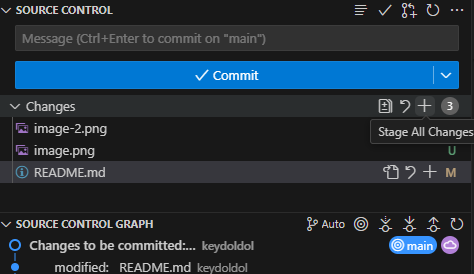 SOURCE CONTROL
Message (Ctrl+Enter to commit on "main")
Commit
Changes
3
image-2.png
Stage All Changes
image.png
U
README.md
M
SOURCE CONTROL GRAPH
Auto
Changes to be committed:... keydoldol
main
modified: README.md keydoldol